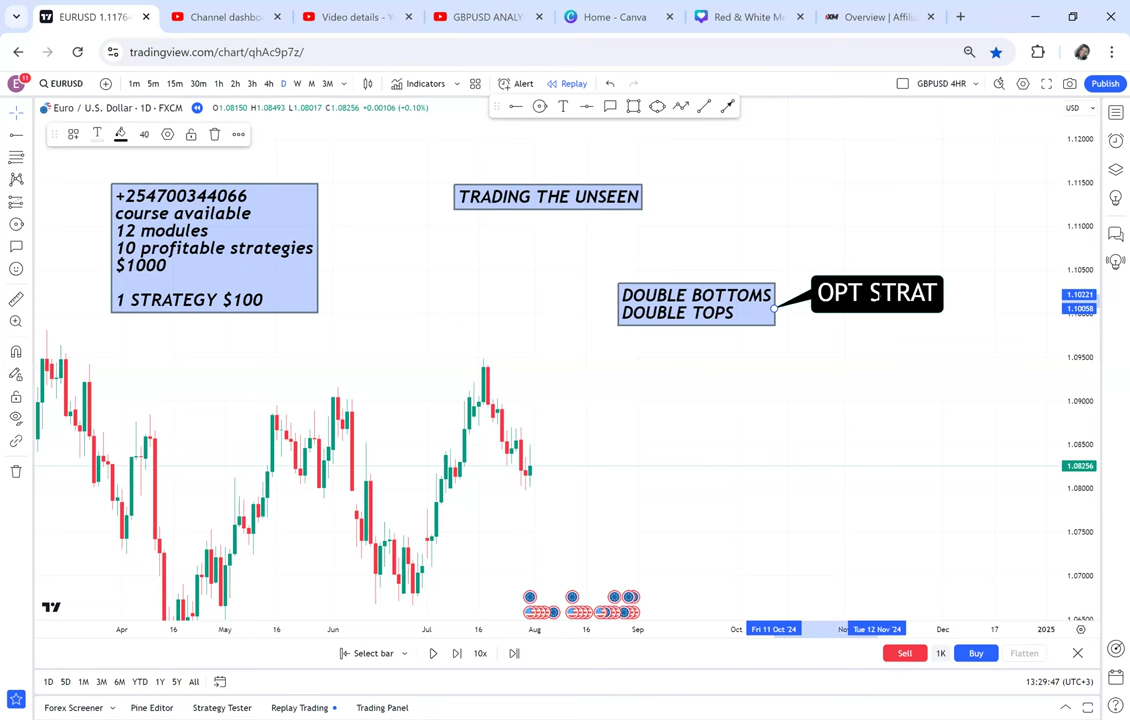 EURUSD 1.11764
Channel dashboa
Video details - Y
GBPUSD ANALY
Home - Canva
Red & White Mo
Overview | Affilia
tradingview.com/chart/qhAc9p7z/
E
11
EURUSD
1m 5m 15m 30m 1h 2h 3h 4h D W M 3M
Indicators
Alert
Replay
GBPUSD 4HR
Publish
Euro / U.S. Dollar · 1D · FXCM
O1.08150 H1.08493 L1.08017 C1.08256 +0.00106 (+0.10%)
USD
40
+254700344066
course available
12 modules
10 profitable strategies
$1000
1 STRATEGY $100
TRADING THE UNSEEN
DOUBLE BOTTOMS
DOUBLE TOPS
OPT STRAT
1.12000
1.11500
1.11000
1.10500
1.10221
1.10058
1.09500
1.09000
1.08500
1.08256
1.08000
1.07500
1.07000
Apr 16 May 16 Jun Jul 16 Aug 16 Sep Oct Fri 11 Oct '24 Tue 12 Nov '24 Dec 17 2025
Select bar
10x
Sell
1K
Buy
Flatten
1D 5D 1M 3M 6M YTD 1Y 5Y All
13:29:47 (UTC+3)
Forex Screener
Pine Editor
Strategy Tester
Replay Trading
Trading Panel